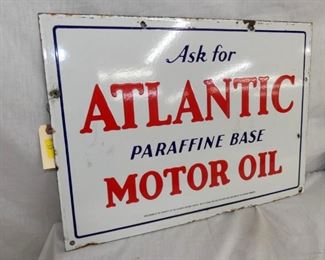 Ask for
ATLANTIC
PARAFFINE BASE
MOTOR OIL